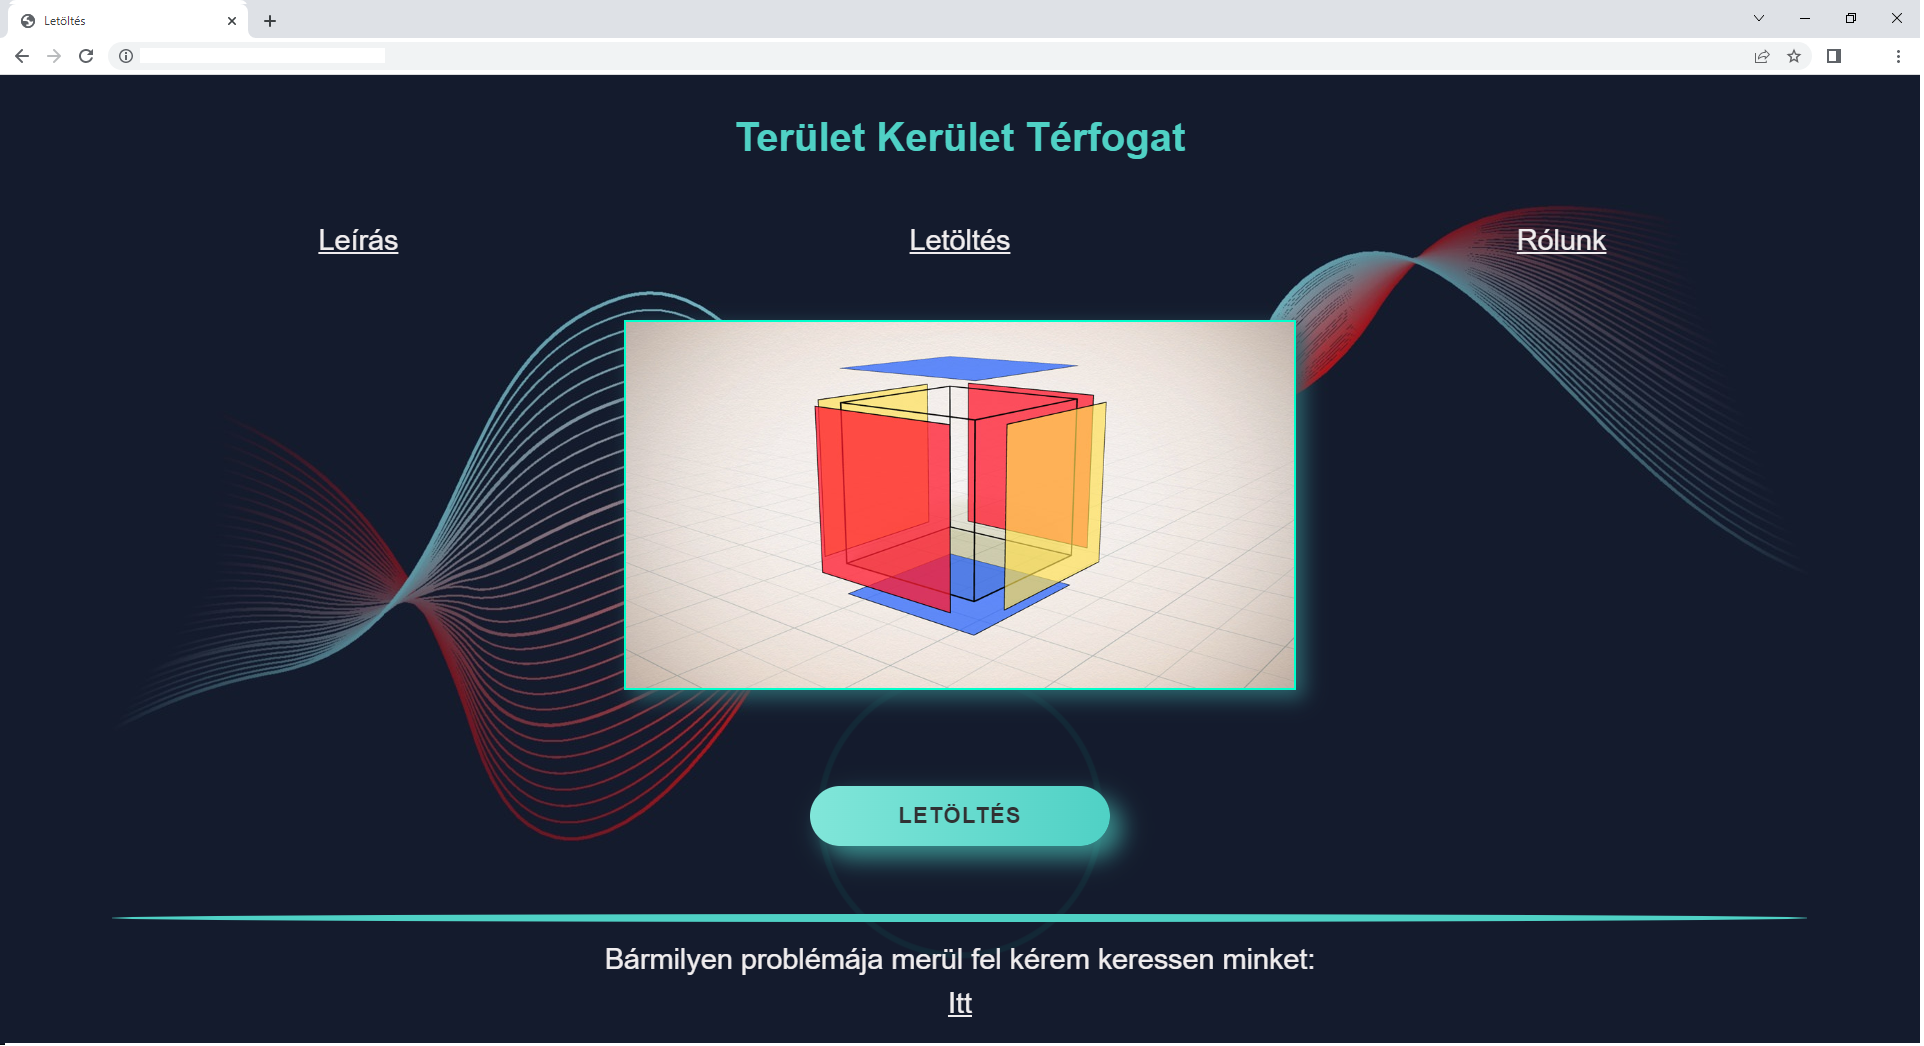 Letöltés
Terület Kerület Térfogat
Leírás
Letöltés
Rólunk
LETÖLTÉS
Bármilyen problémája merül fel kérem keressen minket:
Itt